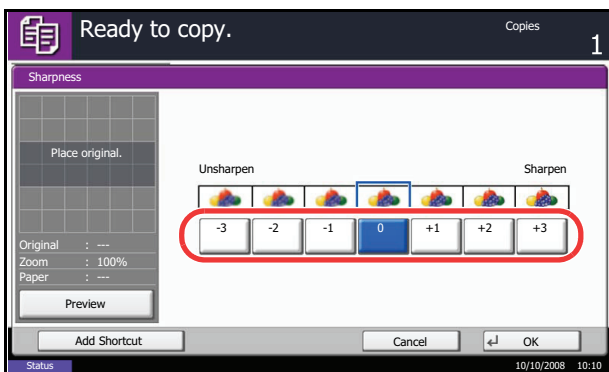 Ready to copy.
Copies
1
Sharpness
Place original.
Unsharpen
Sharpen
-3
-2
-1
0
+1
+2
+3
Original : ---
Zoom : 100%
Paper : ---
Preview
Add Shortcut
Cancel
OK
Status
10/10/2008 10:10